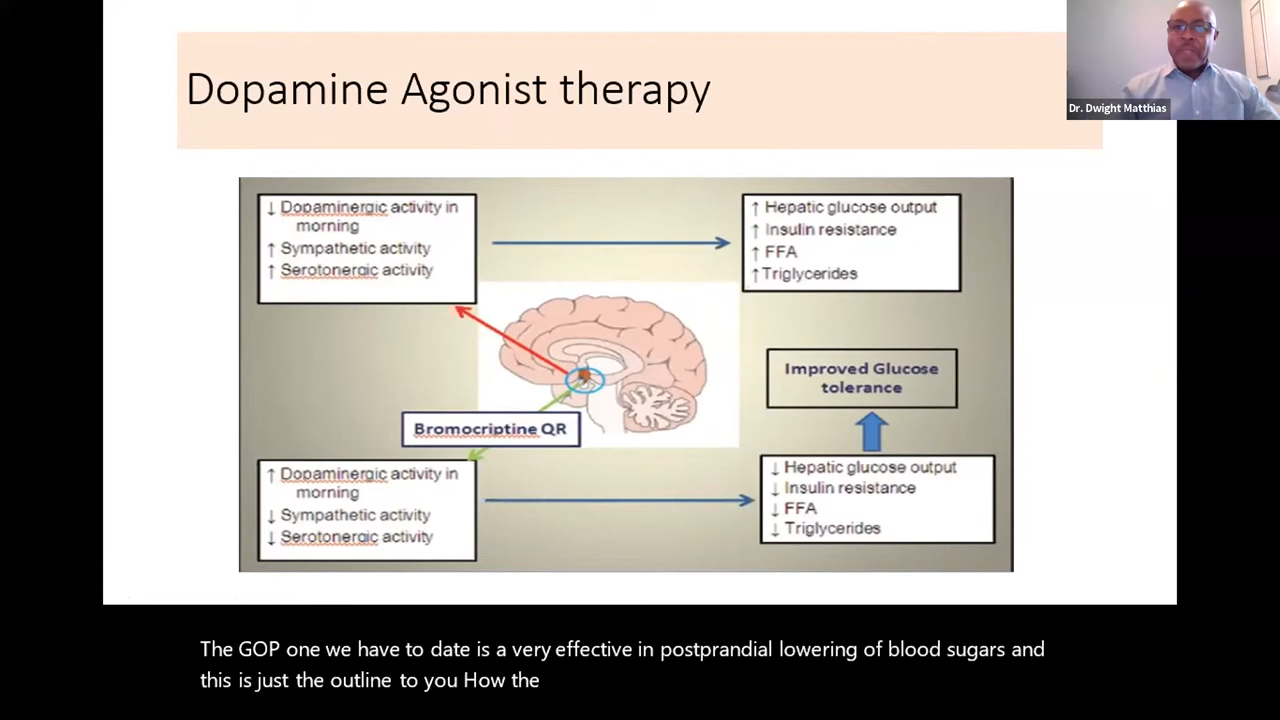 Dopamine Agonist therapy
Dr. Dwight Matthias
↓ Dopaminergic activity in
morning
↑ Sympathetic activity
↑ Serotonergic activity
↑ Hepatic glucose output
↑ Insulin resistance
↑ FFA
↑Triglycerides
Improved Glucose
tolerance
Bromocriptine QR
↑ Dopaminergic activity in
morning
↓ Sympathetic activity
↓ Serotonergic activity
↓ Hepatic glucose output
↓ Insulin resistance
↓ FFA
↓ Triglycerides
The GOP one we have to date is a very effective in postprandial lowering of blood sugars and
this is just the outline to you How the